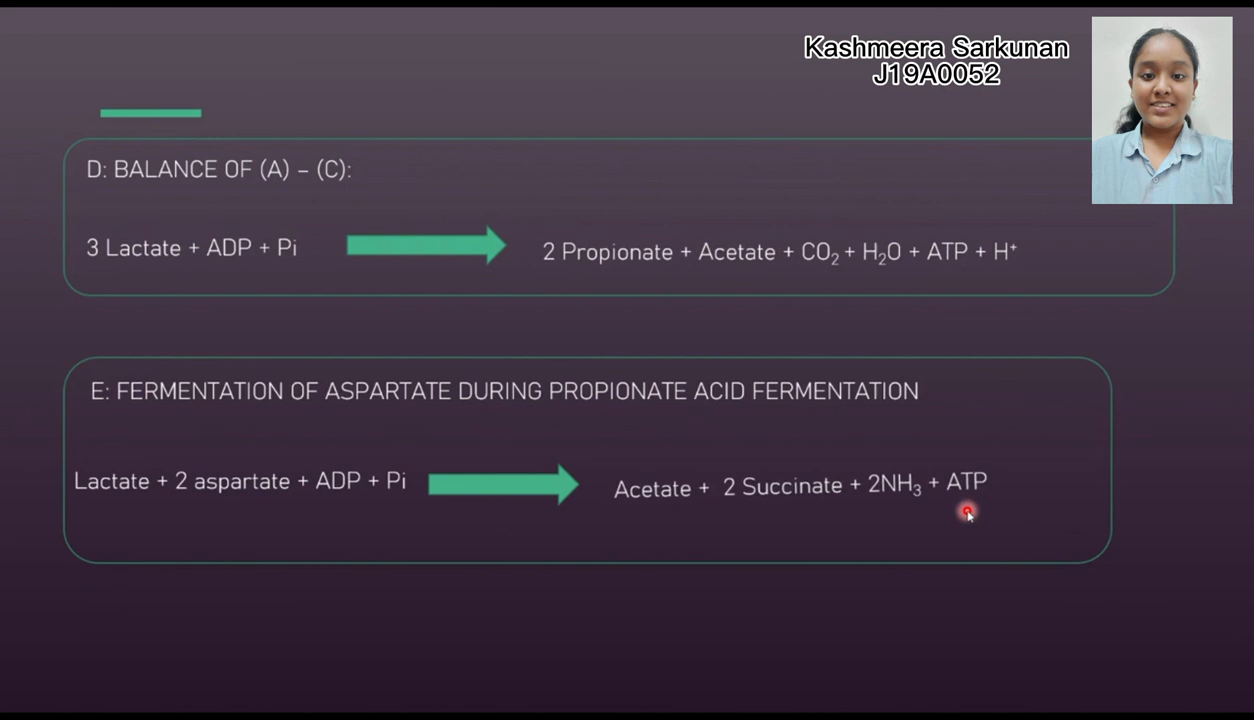 Kashmeera Sarkunan
J19A0052
D: BALANCE OF (A) – (C):
3 Lactate + ADP + Pi
2 Propionate + Acetate + CO₂ + H₂O + ATP + H⁺
E: FERMENTATION OF ASPARTATE DURING PROPIONATE ACID FERMENTATION
Lactate + 2 aspartate + ADP + Pi
Acetate + 2 Succinate + 2NH₃ + ATP